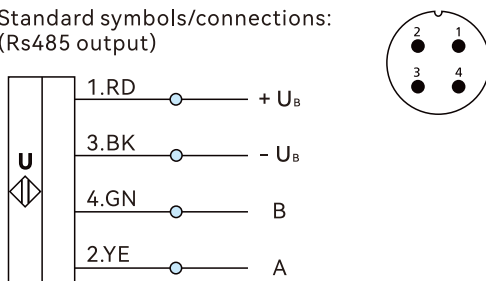 Standard symbols/connections:
(Rs485 output)
2 1
3 4
1.RD + UB
3.BK - UB
U
4.GN B
2.YE A